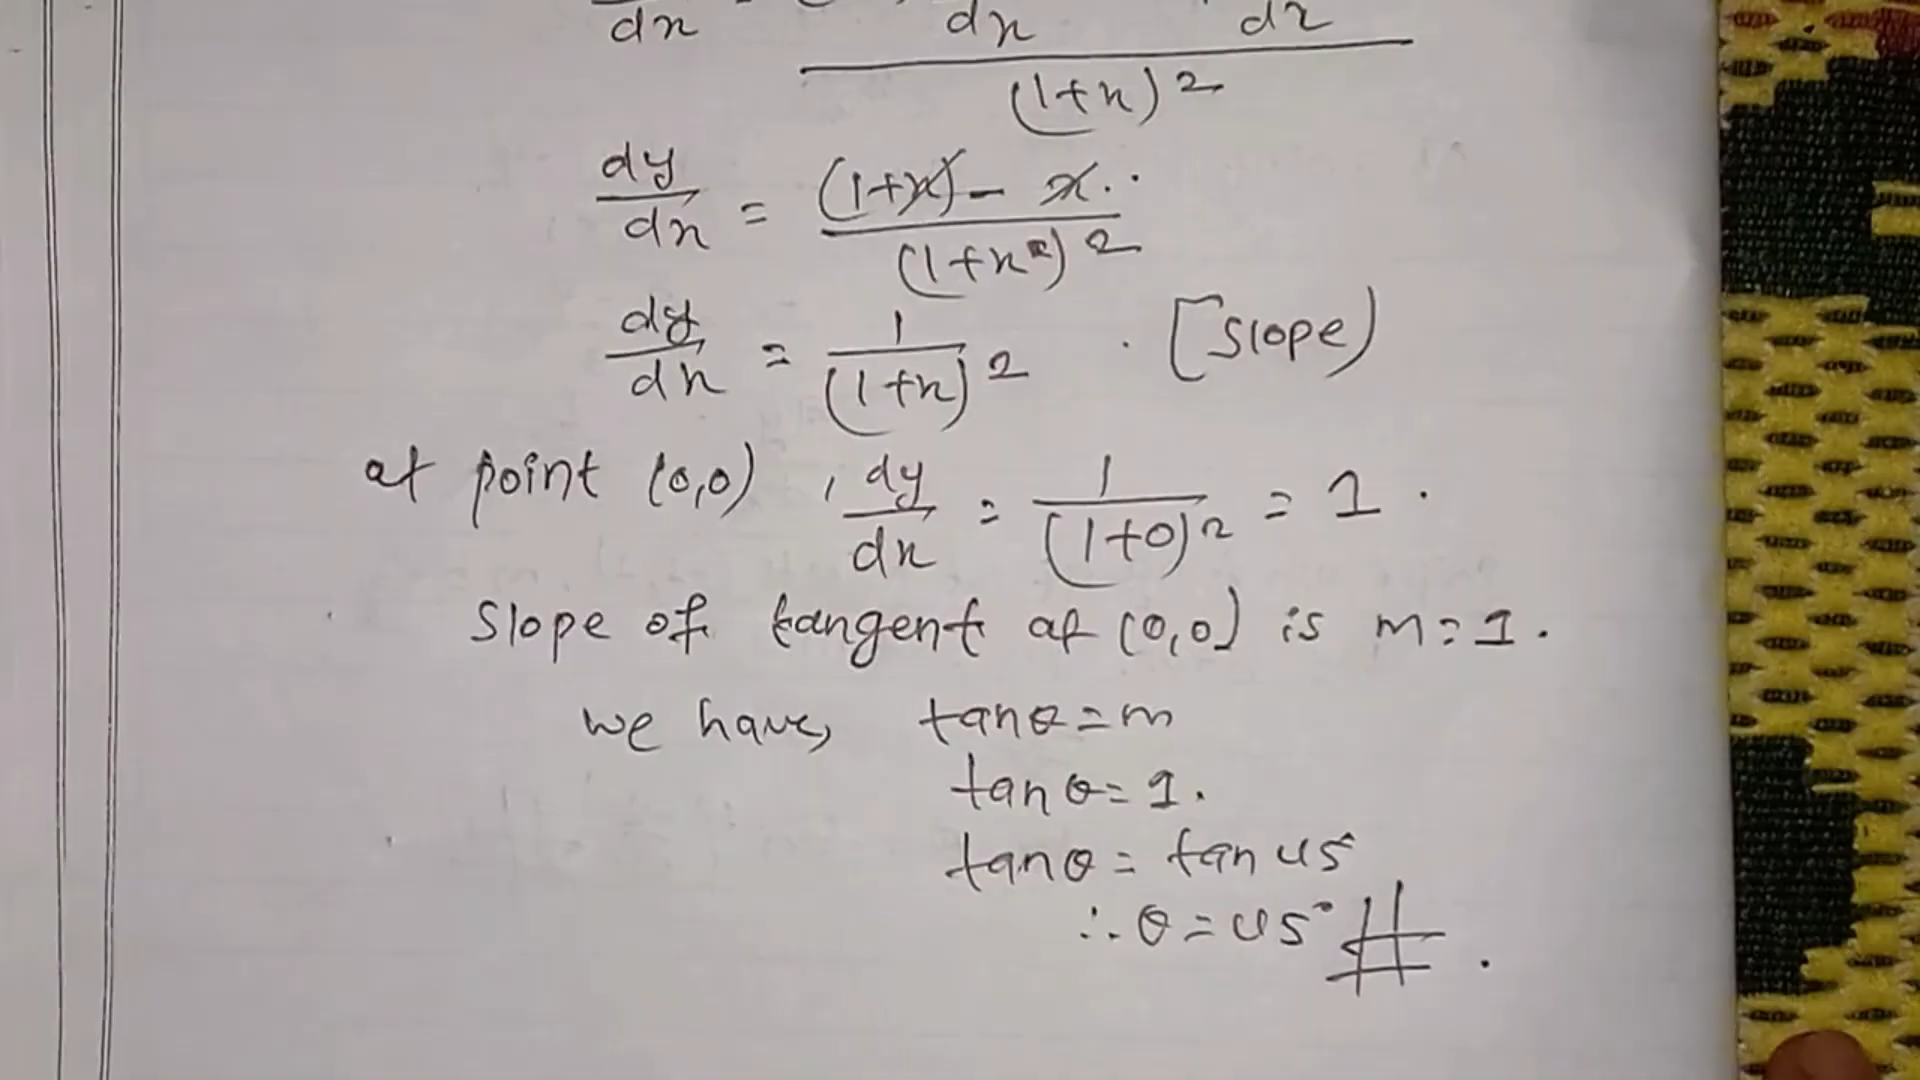 dx dx dx
(1+x)2
dy/dx = (1+x) - x / (1+x)2
dy/dx = 1/(1+x)2 . [slope)
at point (0,0) , dy/dx = 1/(1+0)2 = 1 .
Slope of tangent at (0,0) is m=1.
we have, tanθ=m
tanθ=1.
tanθ= tan 45
∴ θ=45° #.